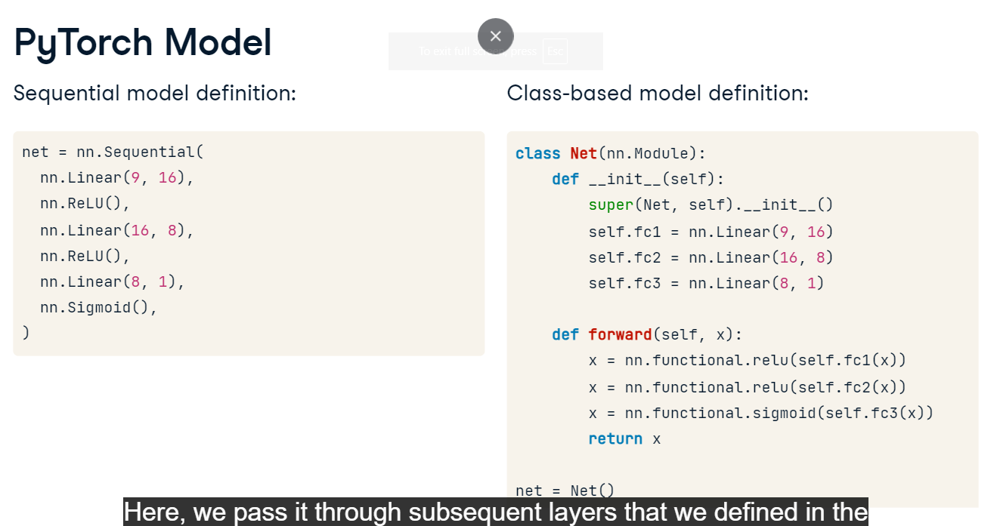 PyTorch Model
To exit full screen press Esc
Sequential model definition:
net = nn.Sequential(
  nn.Linear(9, 16),
  nn.ReLU(),
  nn.Linear(16, 8),
  nn.ReLU(),
  nn.Linear(8, 1),
  nn.Sigmoid(),
)
Class-based model definition:
class Net(nn.Module):
    def __init__(self):
        super(Net, self).__init__()
        self.fc1 = nn.Linear(9, 16)
        self.fc2 = nn.Linear(16, 8)
        self.fc3 = nn.Linear(8, 1)
    def forward(self, x):
        x = nn.functional.relu(self.fc1(x))
        x = nn.functional.relu(self.fc2(x))
        x = nn.functional.sigmoid(self.fc3(x))
        return x
net = Net()
Here, we pass it through subsequent layers that we defined in the